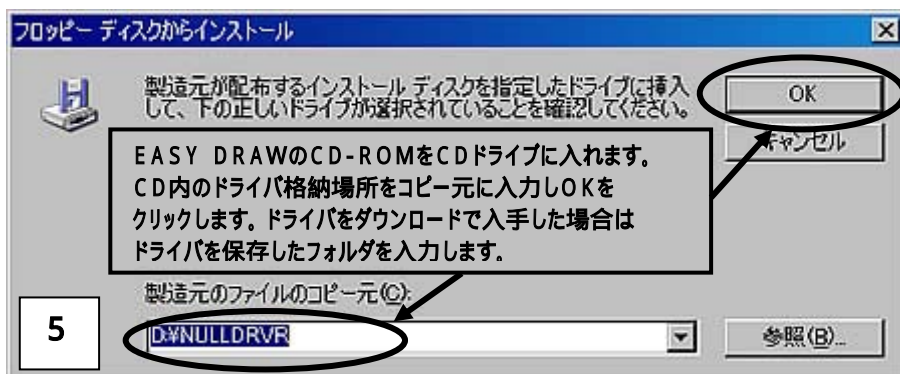 フロッピー ディスクからインストール
製造元が配布するインストール ディスクを指定したドライブに挿入
して、下の正しいドライブが選択されていることを確認してください。
OK
キャンセル
EASY DRAWのCD-ROMをCDドライブに入れます。
CD内のドライバ格納場所をコピー元に入力しOKを
クリックします。ドライバをダウンロードで入手した場合は
ドライバを保存したフォルダを入力します。
製造元のファイルのコピー元(C):
5
D:¥NULLDRVR
参照(B)...